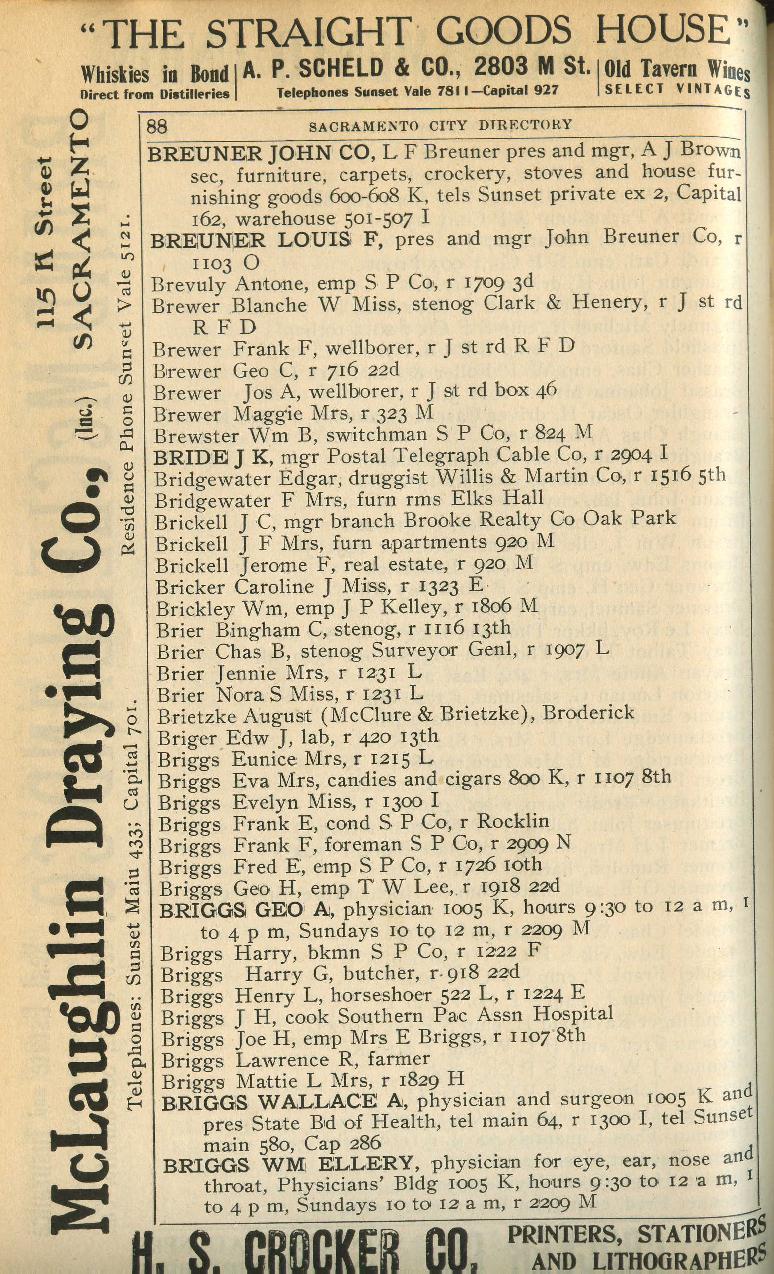 "THE STRAIGHT GOODS HOUSE"
Whiskies in Bond | A. P. SCHELD & CO., 2803 M St. | Old Tavern Wines
Direct from Distilleries | Telephones Sunset Vale 7811—Capital 927 | SELECT VINTAGES
McLaughlin Draying Co., (Inc.) 115 K Street SACRAMENTO
Telephones: Sunset Maiu 433; Capital 701. Residence Phone Sunset Vale 5121.
88 SACRAMENTO CITY DIRECTORY
BREUNER JOHN CO, L F Breuner pres and mgr, A J Brown
sec, furniture, carpets, crockery, stoves and house fur-
nishing goods 600-608 K, tels Sunset private ex 2, Capital
162, warehouse 501-507 I
BREUNER LOUIS F, pres and mgr John Breuner Co, r
1103 O
Brevuly Antone, emp S P Co, r 1709 3d
Brewer Blanche W Miss, stenog Clark & Henery, r J st rd
R F D
Brewer Frank F, wellborer, r J st rd R F D
Brewer Geo C, r 716 22d
Brewer Jos A, wellborer, r J st rd box 46
Brewer Maggie Mrs, r 323 M
Brewster Wm B, switchman S P Co, r 824 M
BRIDE J K, mgr Postal Telegraph Cable Co, r 2904 I
Bridgewater Edgar, druggist Willis & Martin Co, r 1516 5th
Bridgewater F Mrs, furn rms Elks Hall
Brickell J C, mgr branch Brooke Realty Co Oak Park
Brickell J F Mrs, furn apartments 920 M
Brickell Jerome F, real estate, r 920 M
Bricker Caroline J Miss, r 1323 E
Brickley Wm, emp J P Kelley, r 1806 M
Brier Bingham C, stenog, r 1116 13th
Brier Chas B, stenog Surveyor Genl, r 1907 L
Brier Jennie Mrs, r 1231 L
Brier Nora S Miss, r 1231 L
Brietzke August (McClure & Brietzke), Broderick
Briger Edw J, lab, r 420 13th
Briggs Eunice Mrs, r 1215 L
Briggs Eva Mrs, candies and cigars 800 K, r 1107 8th
Briggs Evelyn Miss, r 1300 I
Briggs Frank E, cond S P Co, r Rocklin
Briggs Frank F, foreman S P Co, r 2909 N
Briggs Fred E, emp S P Co, r 1726 10th
Briggs Geo H, emp T W Lee, r 1918 22d
BRIGGS GEO A, physician 1005 K, hours 9:30 to 12 a m, 1
to 4 p m, Sundays 10 to 12 m, r 2209 M
Briggs Harry, bkmn S P Co, r 1222 F
Briggs Harry G, butcher, r 918 22d
Briggs Henry L, horseshoer 522 L, r 1224 E
Briggs J H, cook Southern Pac Assn Hospital
Briggs Joe H, emp Mrs E Briggs, r 1107 8th
Briggs Lawrence R, farmer
Briggs Mattie L Mrs, r 1829 H
BRIGGS WALLACE A, physician and surgeon 1005 K and
pres State Bd of Health, tel main 64, r 1300 I, tel Sunset
main 580, Cap 286
BRIGGS WM ELLERY, physician for eye, ear, nose and
throat, Physicians' Bldg 1005 K, hours 9:30 to 12 a m, 1
to 4 p m, Sundays 10 to 12 a m, r 2209 M
H. S. CROCKER CO. PRINTERS, STATIONERS
AND LITHOGRAPHERS